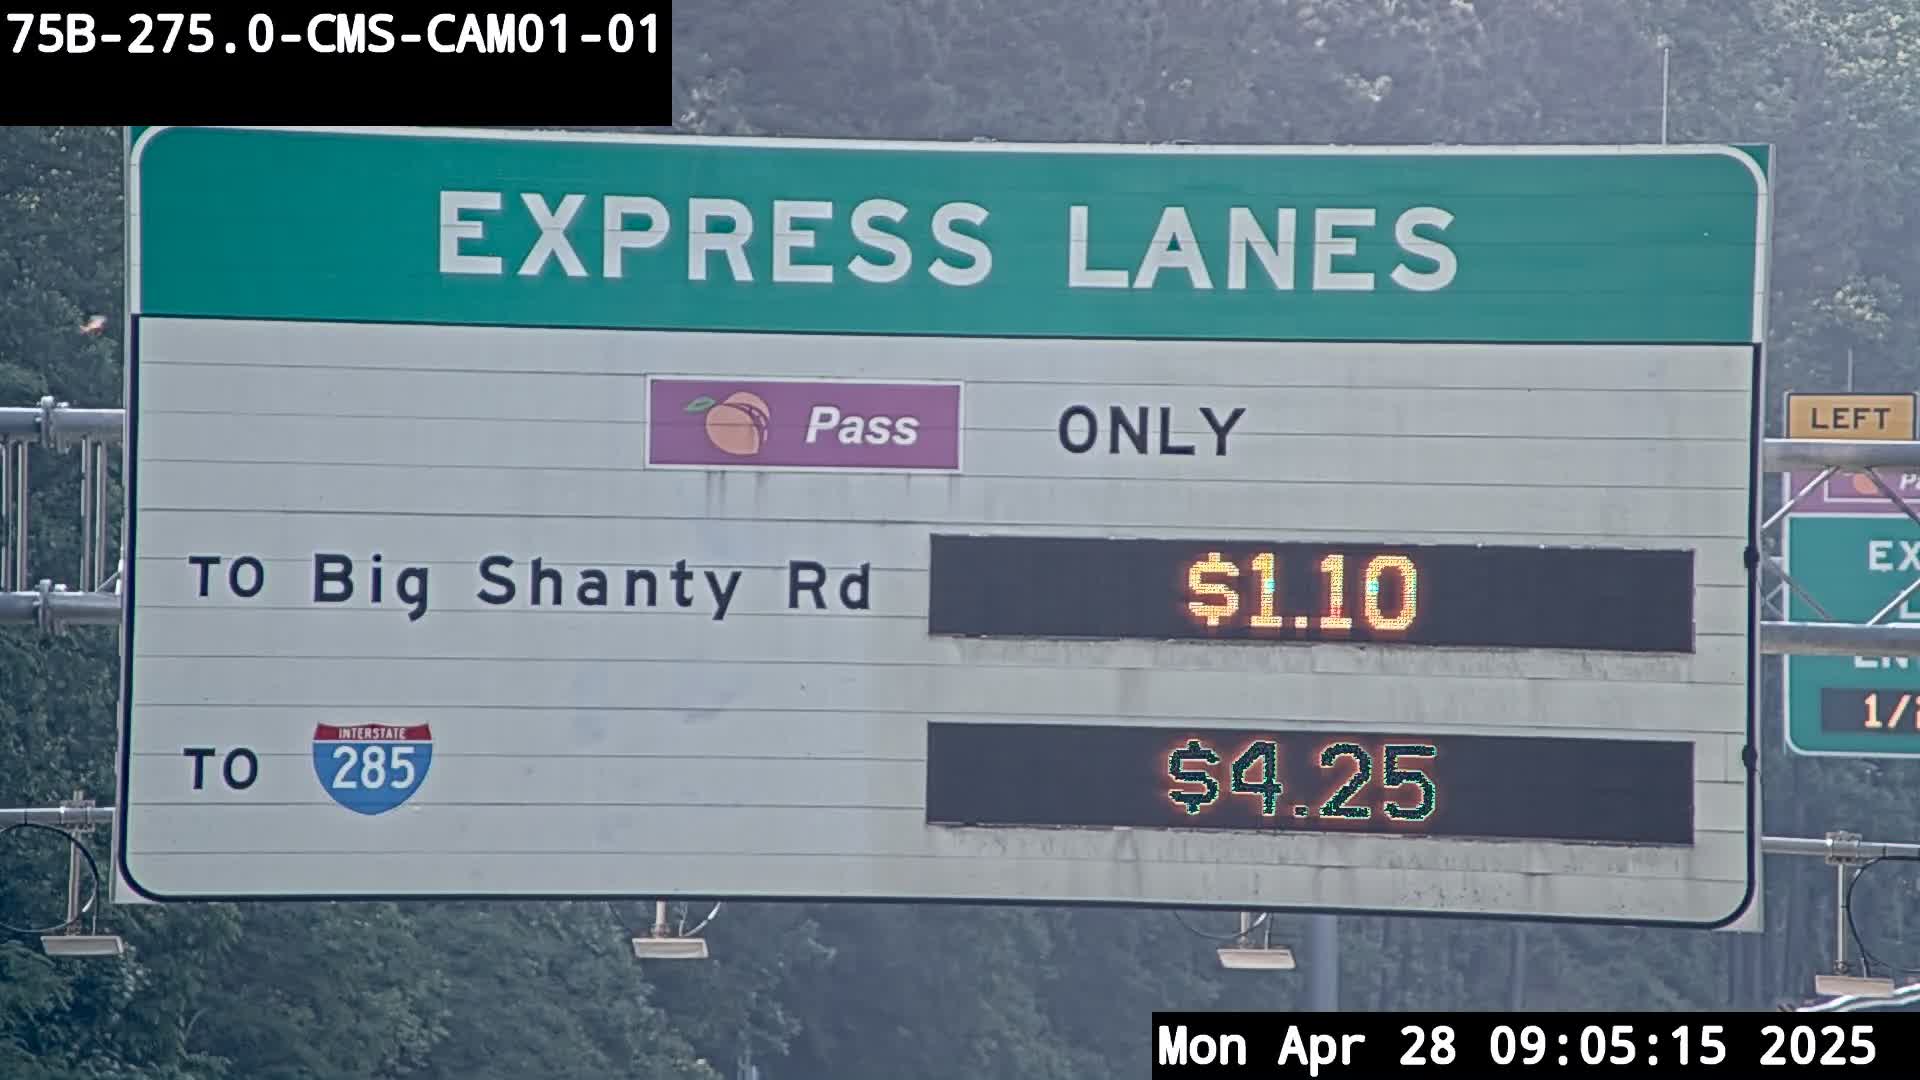 75B-275.0-CMS-CAM01-01
EXPRESS LANES
Pass ONLY
LEFT
TO Big Shanty Rd $1.10
TO INTERSTATE 285 $4.25
Mon Apr 28 09:05:15 2025